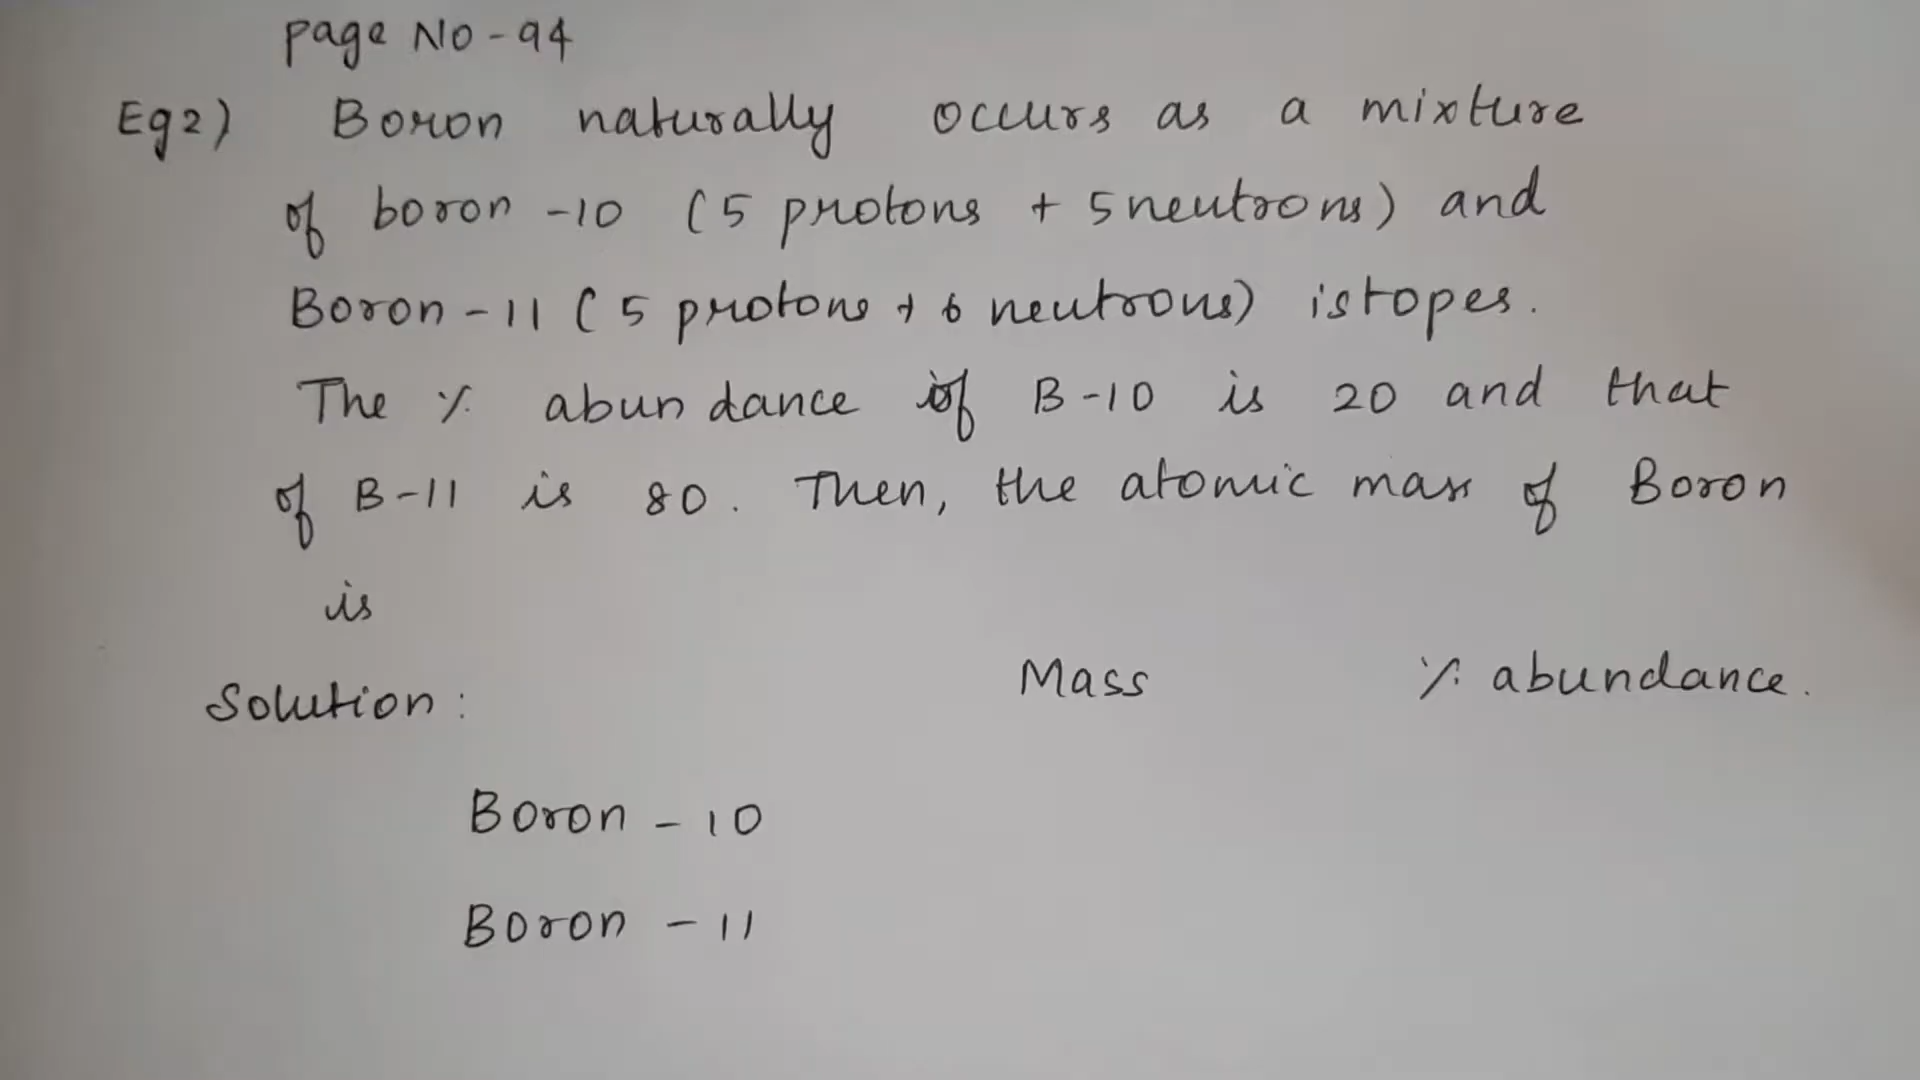 page No - 94
Eg2) Boron naturally occurs as a mixture
of boron -10 (5 protons + 5 neutrons) and
Boron - 11 (5 protons + 6 neutrons) istopes.
The % abundance of B-10 is 20 and that
of B-11 is 80. Then, the atomic mass of Boron
is
Solution: Mass % abundance.
Boron - 10
Boron - 11